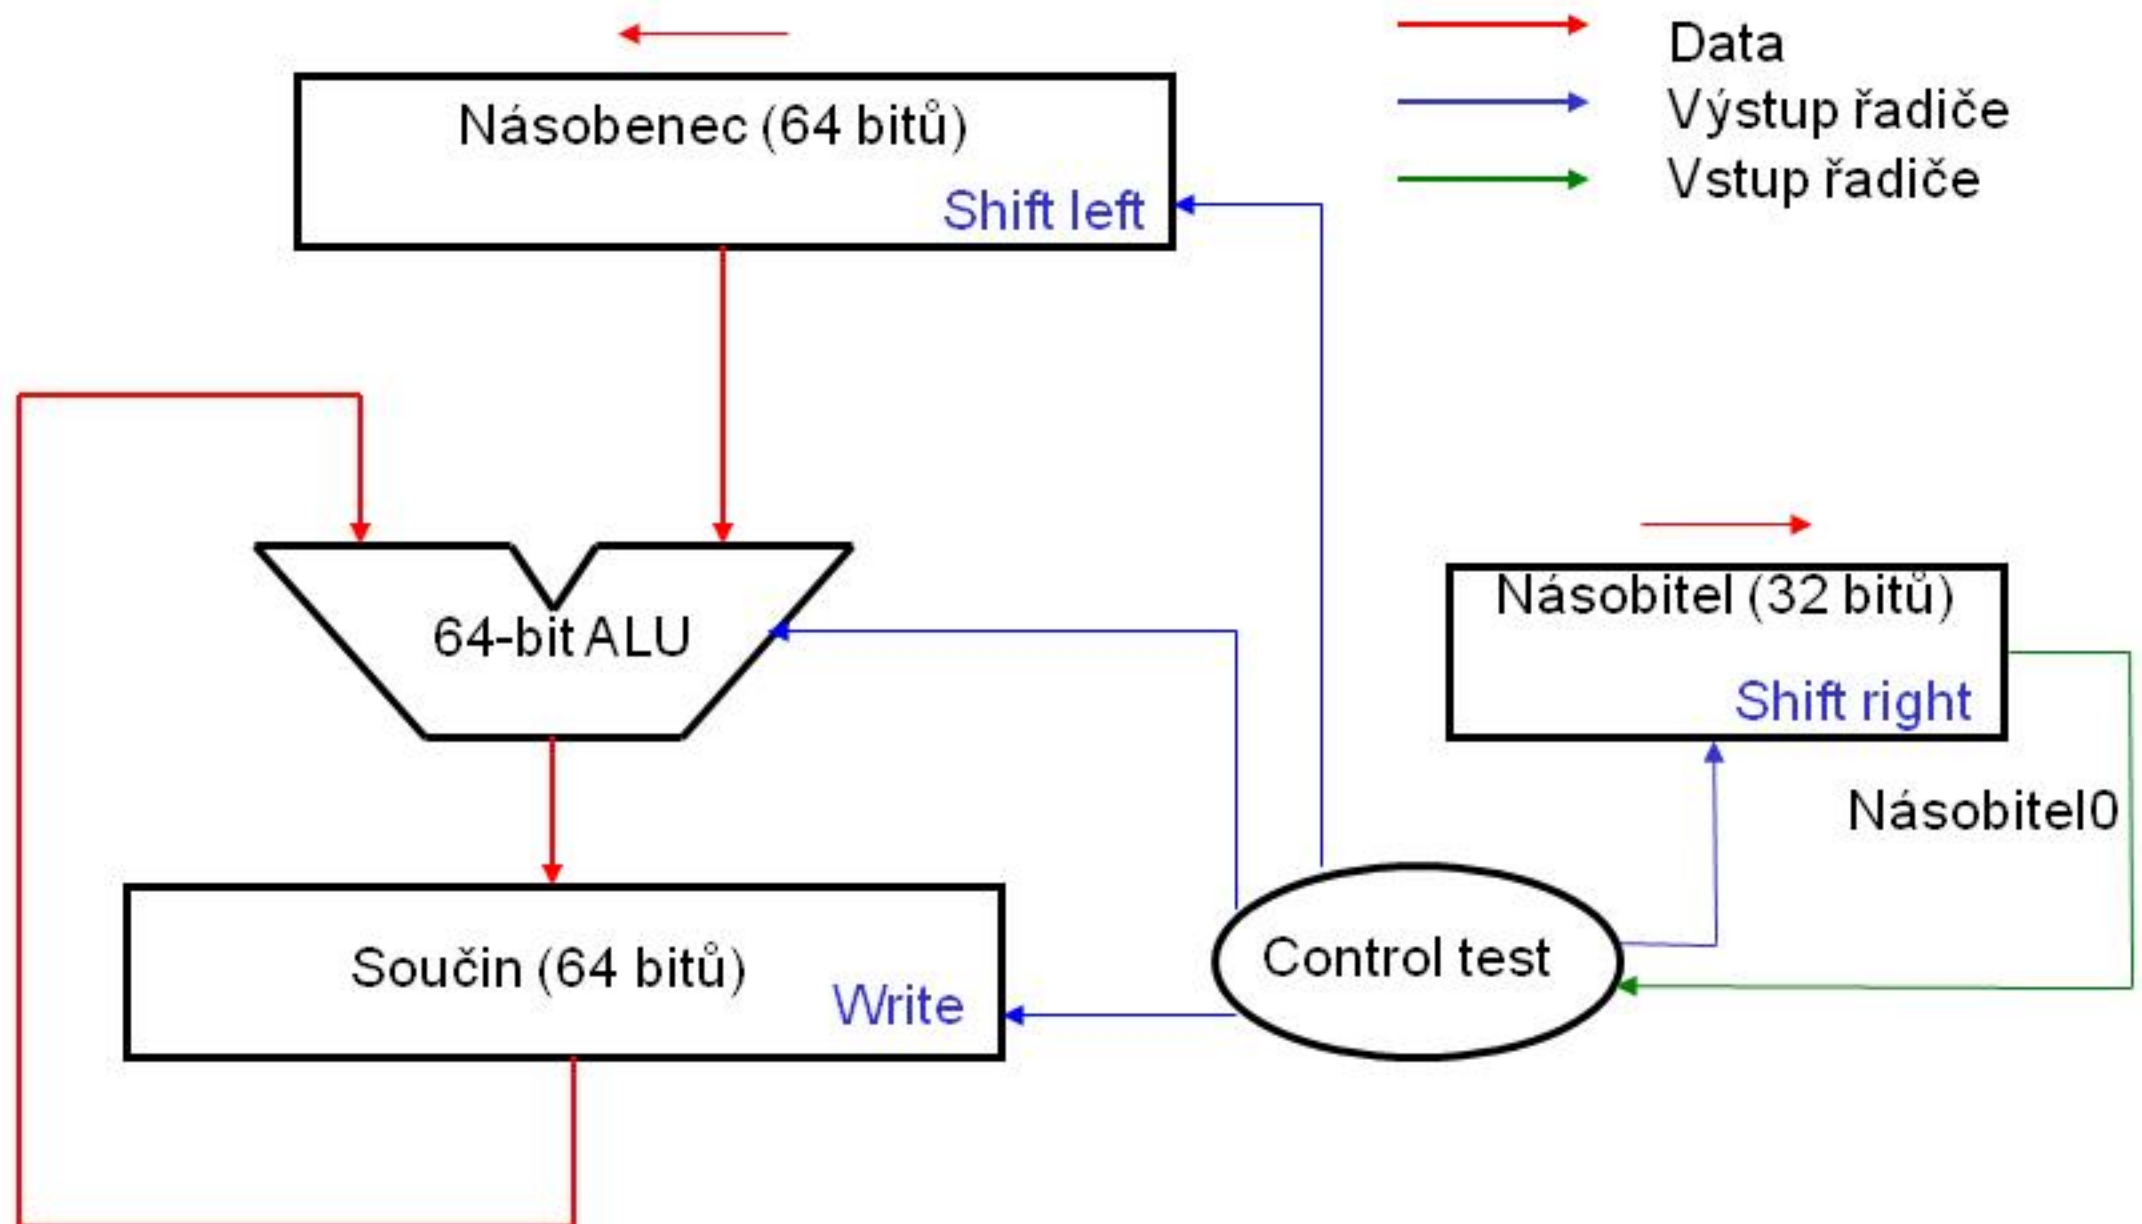 Data
Výstup řadiče
Vstup řadiče
Násobenec (64 bitů)
Shift left
64-bit ALU
Násobitel (32 bitů)
Shift right
Násobitel0
Součin (64 bitů)
Write
Control test